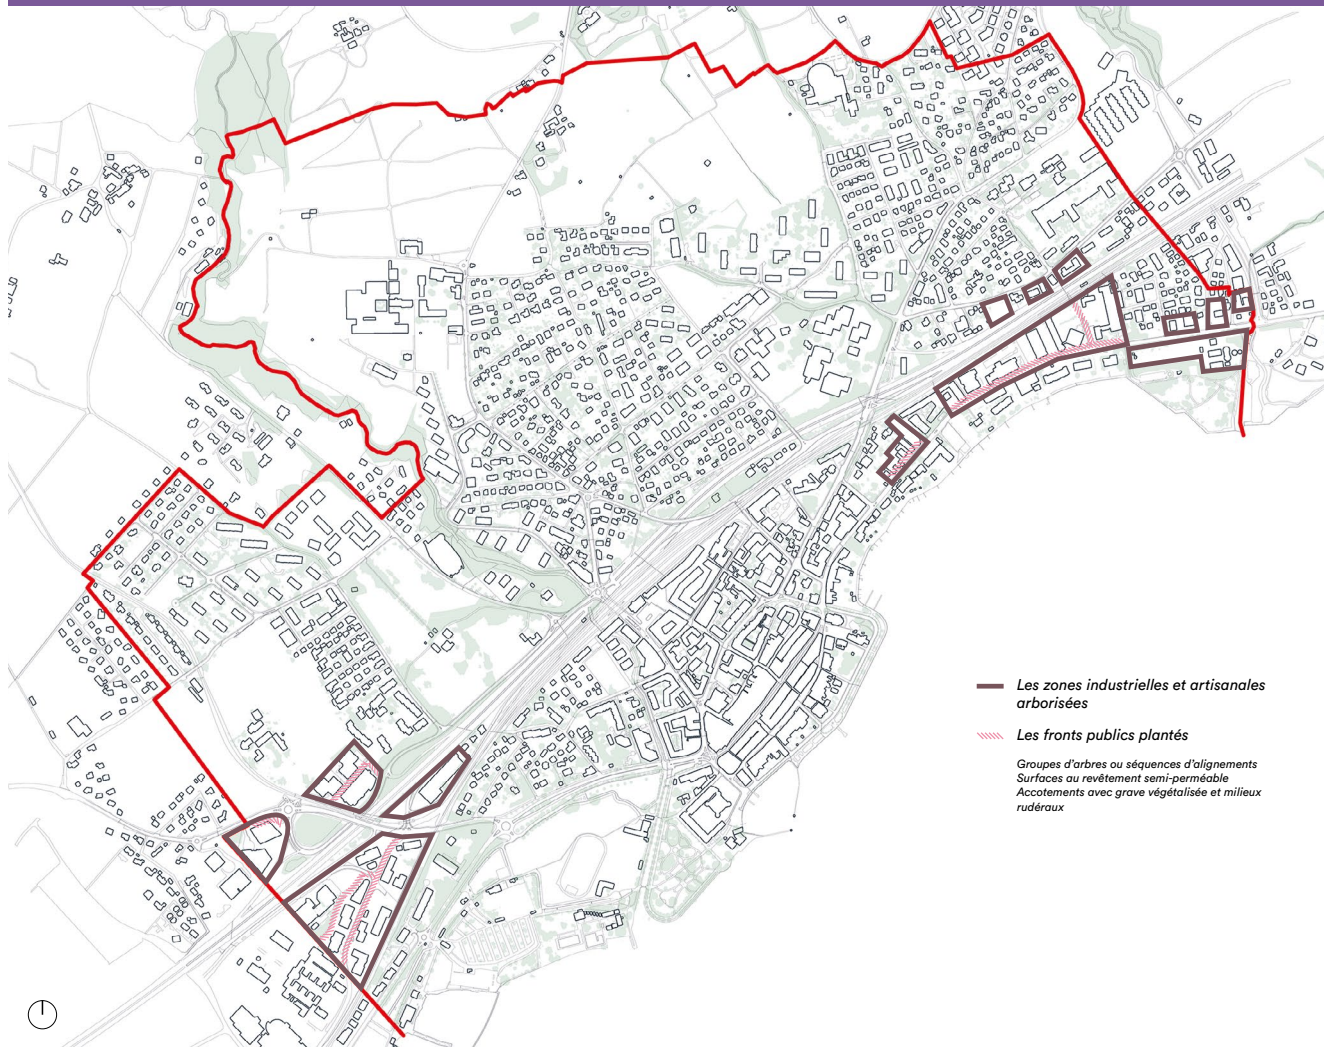 Les zones industrielles et artisanales
arborisées
Les fronts publics plantés
Groupes d'arbres ou séquences d'alignements
Surfaces au revêtement semi-perméable
Accotements avec grave végétalisée et milieux
rudéraux